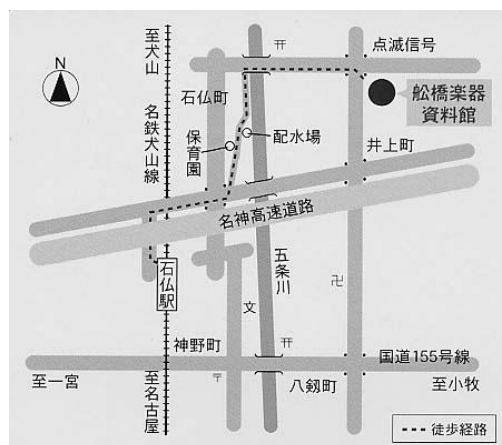 N
至犬山
名鉄犬山線
石仏町
点滅信号
舩橋楽器
資料館
保育園
配水場
井上町
名神高速道路
石仏駅
五条川
文
神野町
国道155号線
至一宮
至名古屋
八剱町
至小牧
徒歩経路